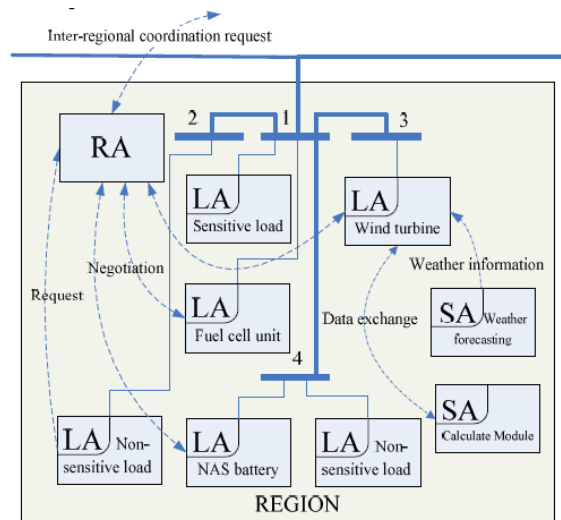 Inter-regional coordination request
2 1 3
RA
LA
Sensitive load
LA
Wind turbine
Negotiation
Weather information
Request
LA
Fuel cell unit
Data exchange
SA Weather
forecasting
4
SA
Calculate Module
LA Non-
sensitive load
LA
NAS battery
LA Non-
sensitive load
REGION